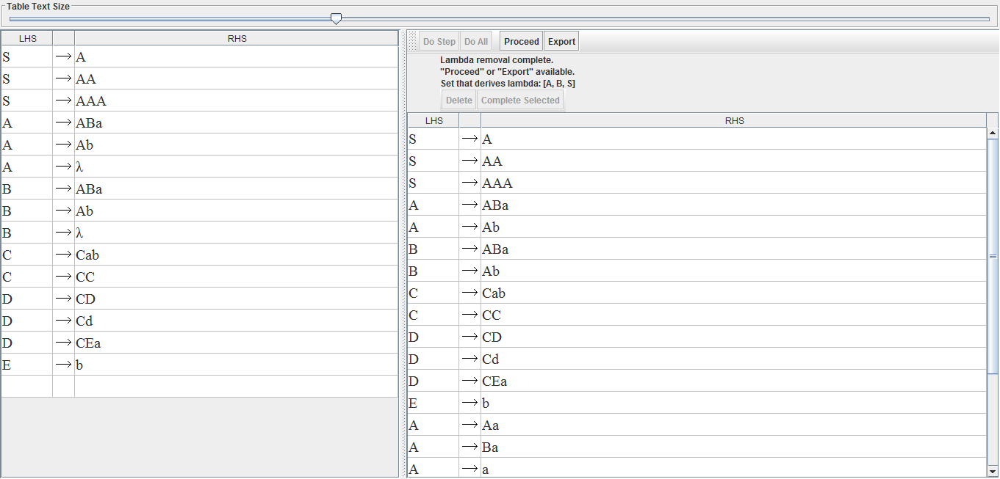 Table Text Size
LHS RHS
S → A
S → AA
S → AAA
A → ABa
A → Ab
A → λ
B → ABa
B → Ab
B → λ
C → Cab
C → CC
D → CD
D → Cd
D → CEa
E → b
Do Step Do All Proceed Export
Lambda removal complete.
"Proceed" or "Export" available.
Set that derives lambda: [A, B, S]
Delete Complete Selected
LHS RHS
S → A
S → AA
S → AAA
A → ABa
A → Ab
B → ABa
B → Ab
C → Cab
C → CC
D → CD
D → Cd
D → CEa
E → b
A → Aa
A → Ba
A → a